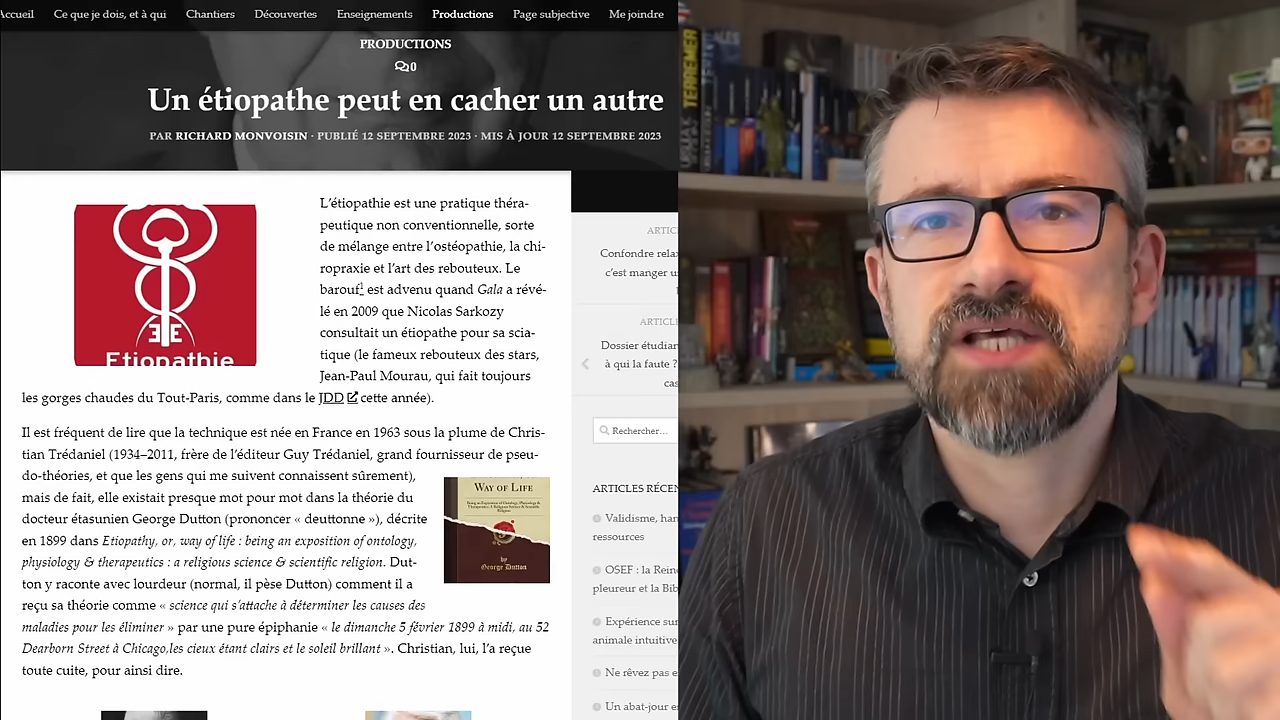 Accueil Ce que je dois, et à qui Chantiers Découvertes Enseignements Productions Page subjective Me joindre
PRODUCTIONS
0
Un étiopathe peut en cacher un autre
PAR RICHARD MONVOISIN · PUBLIÉ 12 SEPTEMBRE 2023 · MIS À JOUR 12 SEPTEMBRE 2023
Etiopathie
L'étiopathie est une pratique théra-
peutique non conventionnelle, sorte
de mélange entre l'ostéopathie, la chi-
ropraxie et l'art des rebouteux. Le
barouf1 est advenu quand Gala a révé-
lé en 2009 que Nicolas Sarkozy
consultait un étiopathe pour sa scia-
tique (le fameux rebouteux des stars,
Jean-Paul Mourau, qui fait toujours
les gorges chaudes du Tout-Paris, comme dans le JDD cette année).
Il est fréquent de lire que la technique est née en France en 1963 sous la plume de Chris-
tian Trédaniel (1934–2011, frère de l'éditeur Guy Trédaniel, grand fournisseur de pseu-
do-théories, et que les gens qui me suivent connaissent sûrement),
mais de fait, elle existait presque mot pour mot dans la théorie du
docteur étasunien George Dutton (prononcer « deuttonne »), décrite
en 1899 dans Etiopathy, or, way of life : being an exposition of ontology,
physiology & therapeutics : a religious science & scientific religion. Dut-
ton y raconte avec lourdeur (normal, il pèse Dutton) comment il a
reçu sa théorie comme « science qui s'attache à déterminer les causes des
maladies pour les éliminer » par une pure épiphanie « le dimanche 5 février 1899 à midi, au 52
Dearborn Street à Chicago,les cieux étant clairs et le soleil brillant ». Christian, lui, l'a reçue
toute cuite, pour ainsi dire.
WAY OF LIFE
by
George Dutton
ARTIC
Confondre rela
c'est manger u
ARTICLE
Dossier étudian
à qui la faute ?
cas
Rechercher…
ARTICLES RÉCEN
Validisme, han
ressources
OSEF : la Rein
pleureur et la Bib
Expérience sur
animale intuitive
Ne rêvez pas e
Un abat-jour e
TERREMER